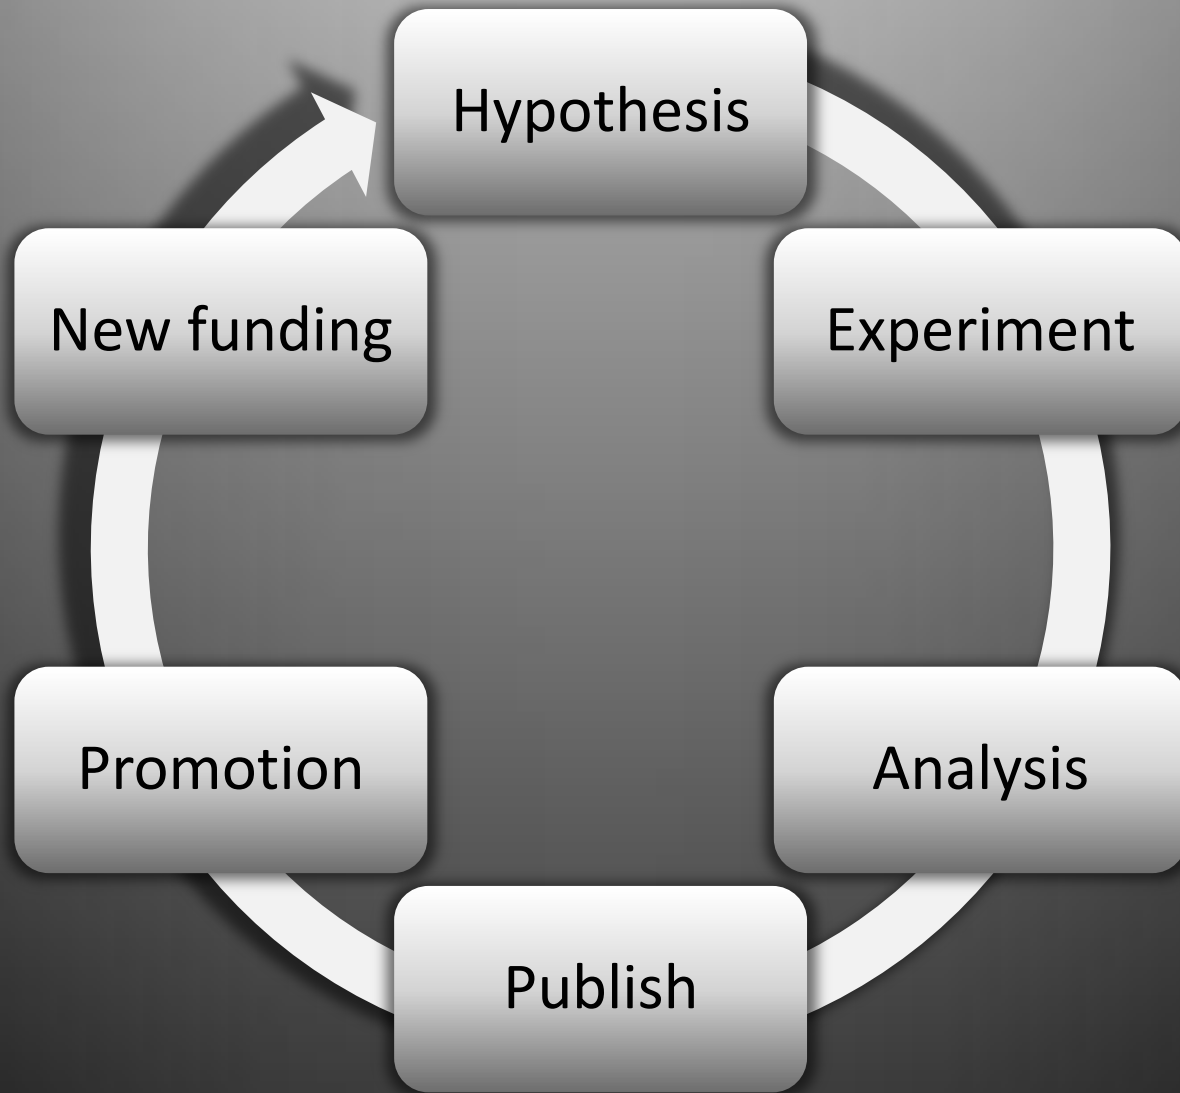 Hypothesis
Experiment
Analysis
Publish
Promotion
New funding